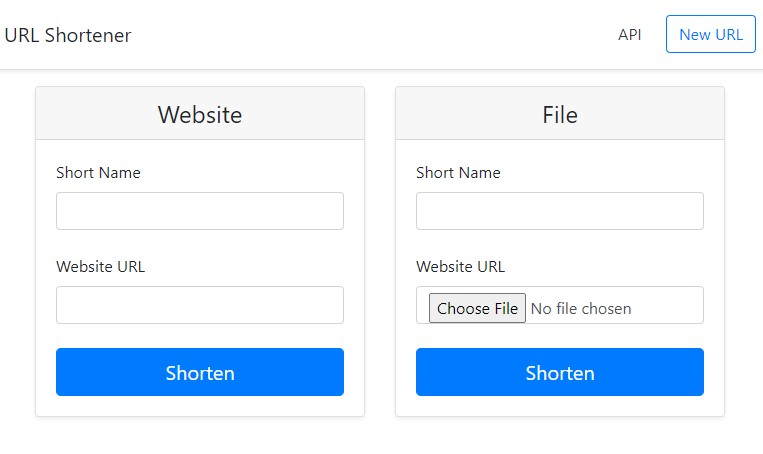 URL Shortener
API
New URL
Website
Short Name
Website URL
Shorten
File
Short Name
Website URL
Choose File No file chosen
Shorten